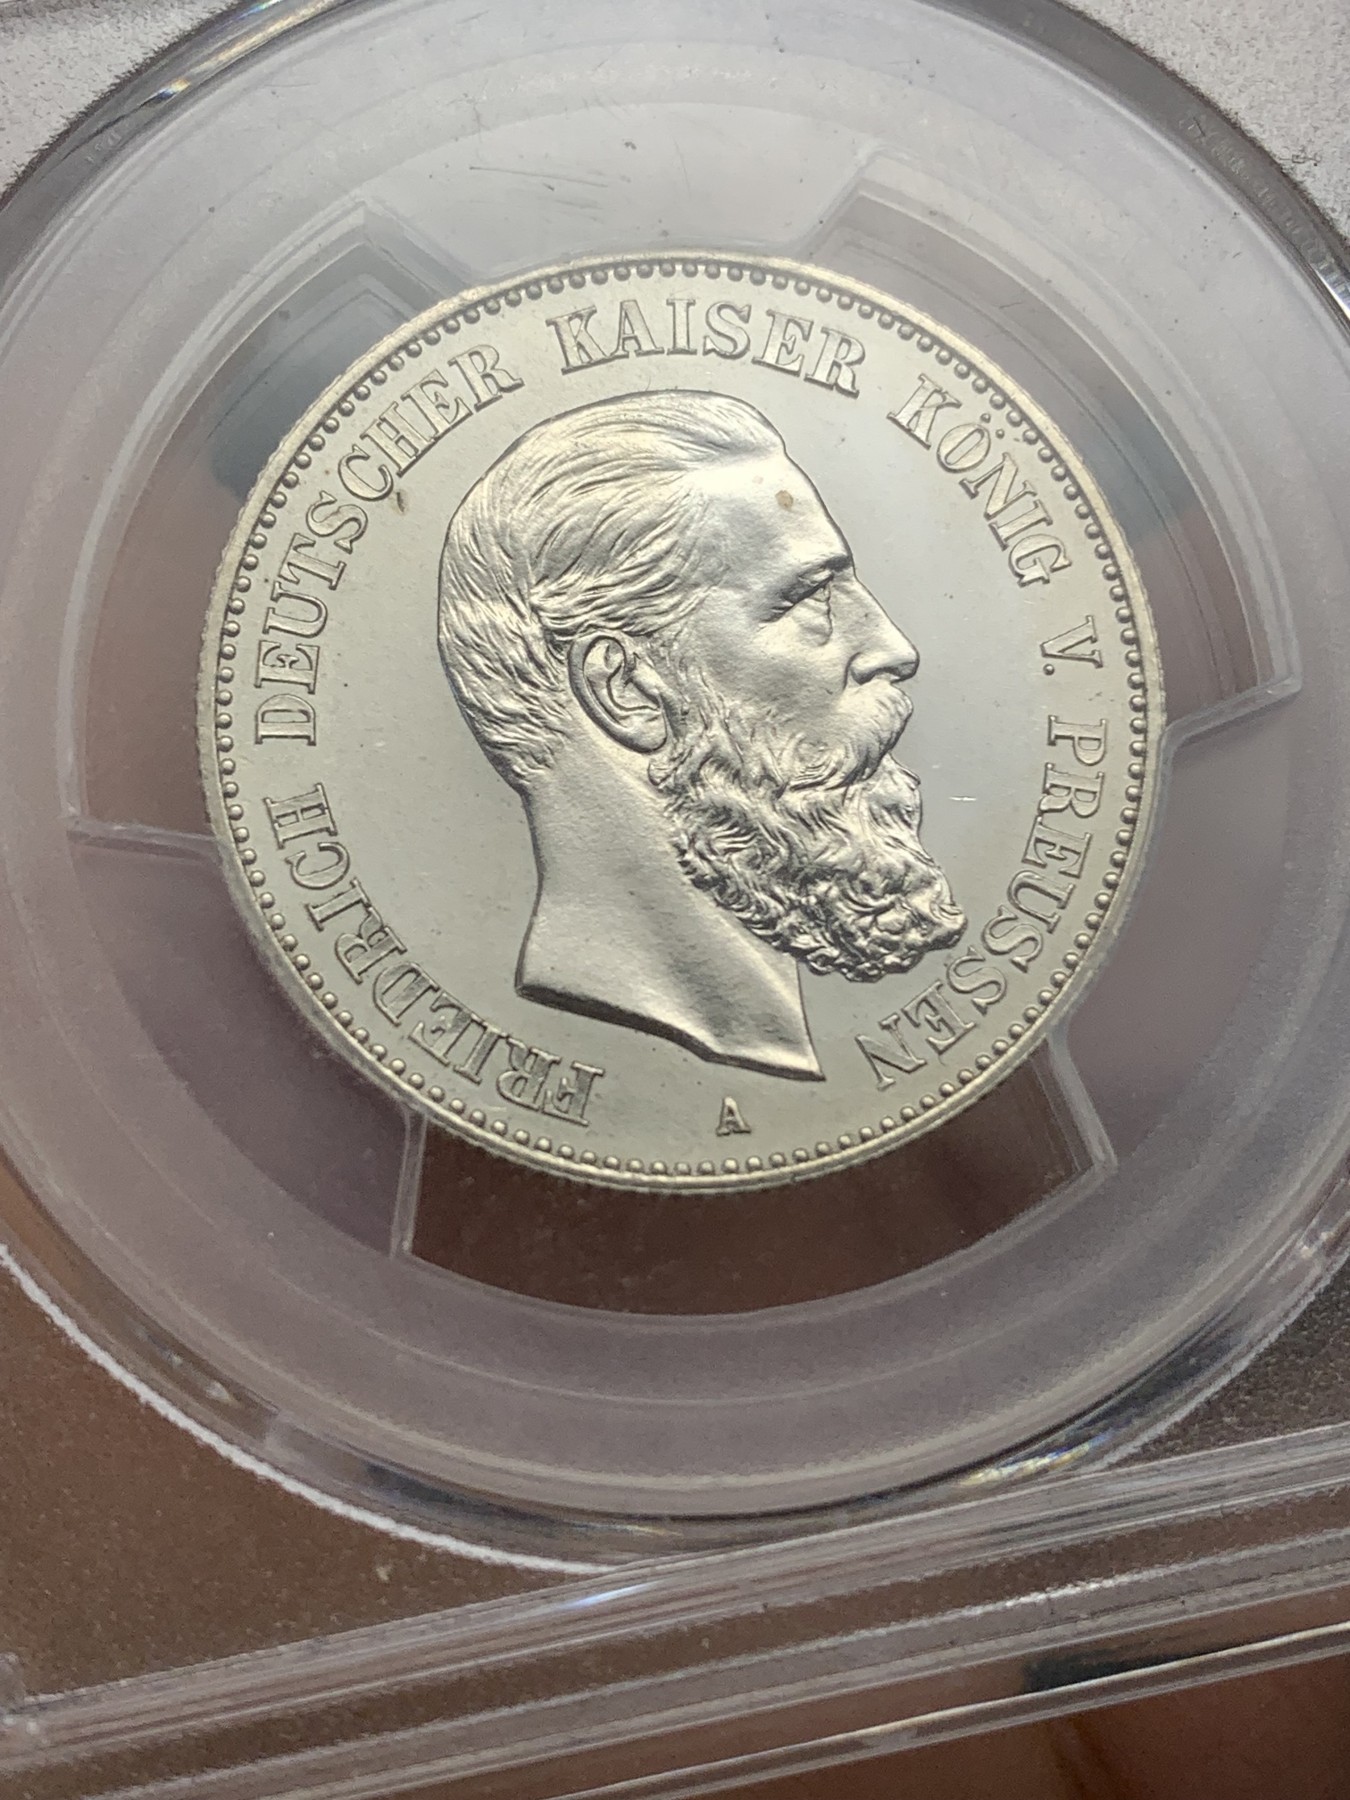 FRIEDRICH DEUTSCHER KAISER KÖNIG V. PREUSSEN
A